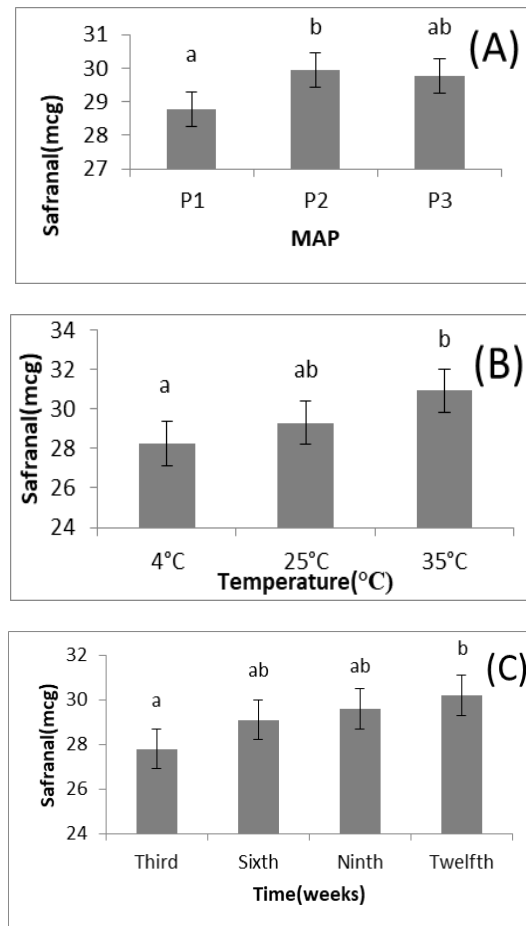 (A)
31
30
29
28
27
Safranal(mcg)
a
b
ab
P1 P2 P3
MAP
(B)
34
32
30
28
26
24
Safranal(mcg)
a
ab
b
4°C 25°C 35°C
Temperature(°C)
(C)
32
30
28
26
24
Safranal(mcg)
a
ab
ab
b
Third Sixth Ninth Twelfth
Time(weeks)